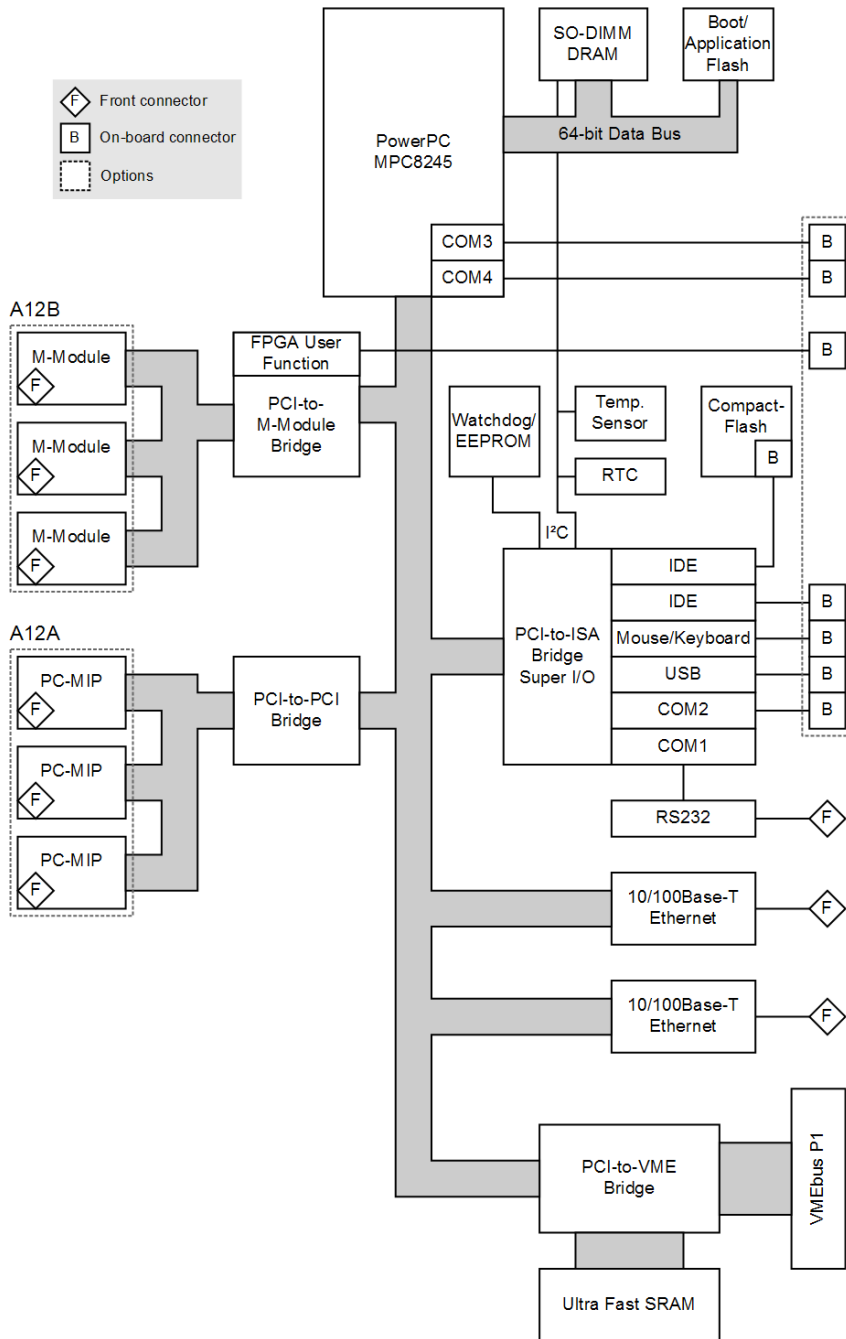 SO-DIMM
DRAM
Boot/
Application
Flash
F Front connector
B On-board connector
Options
PowerPC
MPC8245
64-bit Data Bus
COM3
B
COM4
B
A12B
M-Module
F
M-Module
F
M-Module
F
FPGA User
Function
B
PCI-to-
M-Module
Bridge
Watchdog/
EEPROM
Temp.
Sensor
RTC
Compact-
Flash
B
I²C
PCI-to-ISA
Bridge
Super I/O
IDE
IDE
B
Mouse/Keyboard
B
USB
B
COM2
B
COM1
RS232
F
A12A
PC-MIP
F
PC-MIP
F
PC-MIP
F
PCI-to-PCI
Bridge
10/100Base-T
Ethernet
F
10/100Base-T
Ethernet
F
PCI-to-VME
Bridge
VMEbus P1
Ultra Fast SRAM